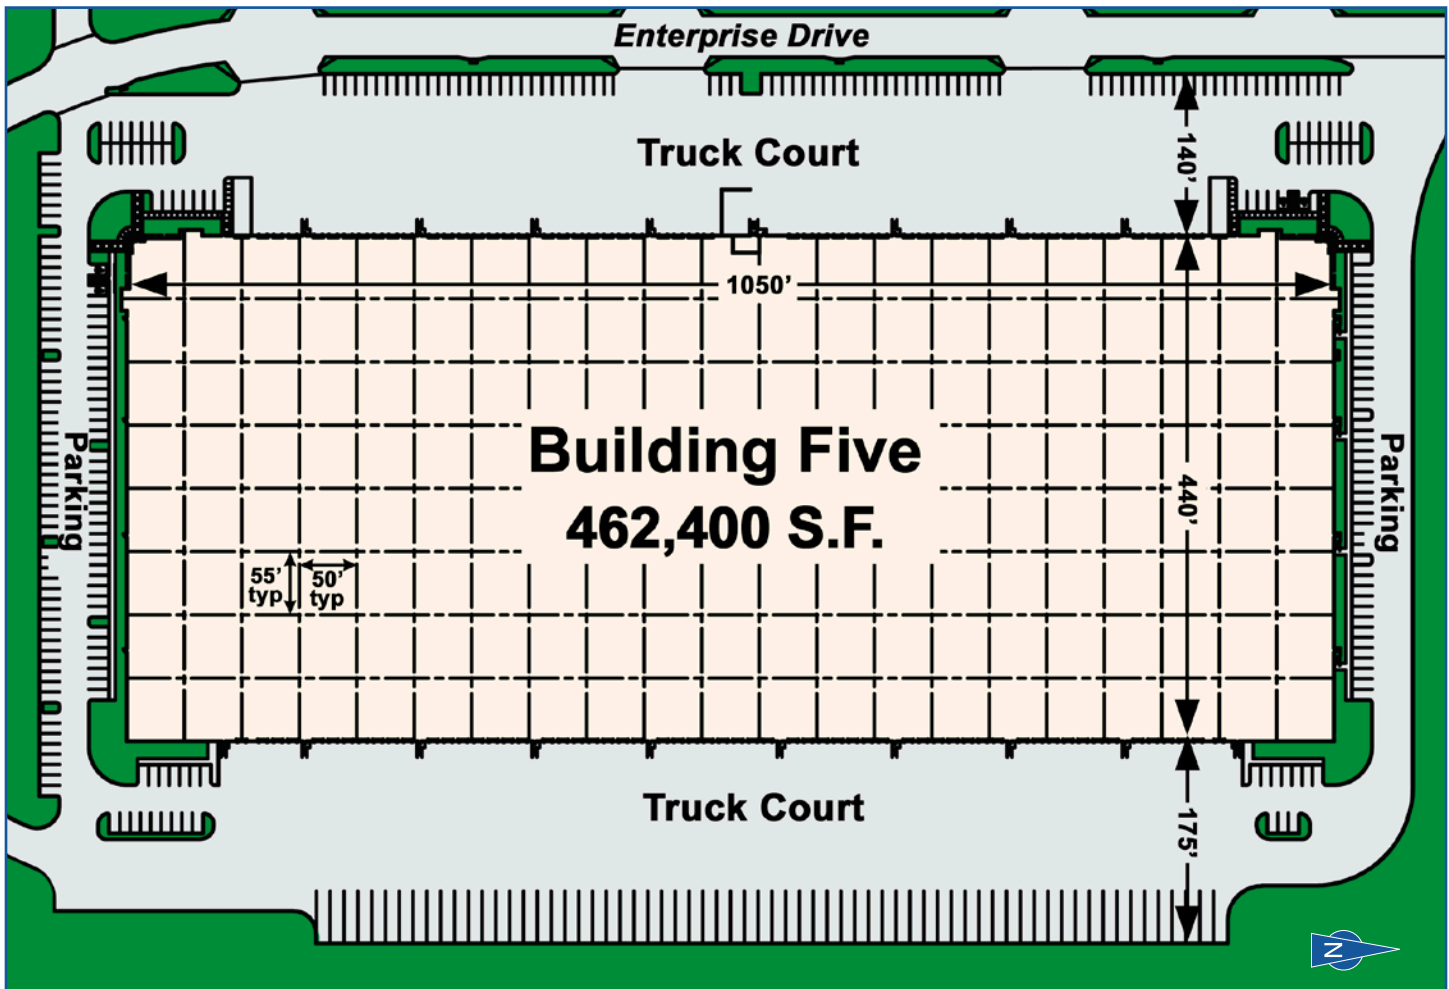 Enterprise Drive
Truck Court
140'
1050'
Building Five
462,400 S.F.
440'
55'
typ
50'
typ
Parking
Parking
Truck Court
175'
N